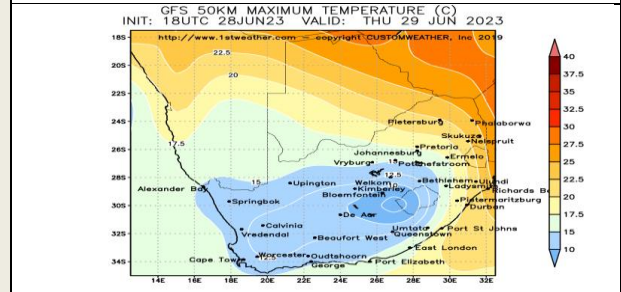 GFS 50KM MAXIMUM TEMPERATURE (C)
INIT: 18UTC 28JUN23 VALID: THU 29 JUN 2023
http://www.1stweather.com — copyright CUSTOMWEATHER, Inc 2019
18S
22.5
20S
20
22S
24S
Pietersburg
Phalaborwa
Skukuza
Nelspruit
17.5
26S
Pretoria
Johannesburg
Ermelo
Vryburg
15
Potchefstroom
28S
15
12.5
Alexander Bay
Upington
Welkom
Bethlehem
Ulundi
Kimberley
Ladysmith
Richards B
Bloemfontein
30S
Springbok
Pietermaritzburg
Durban
De Aar
32S
Calvinia
Vredendal
Umtata
Port St Johns
Queenstown
Beaufort West
East London
34S
Cape Town
12.5
Worcester
Oudtshoorn
George
Port Elizabeth
14E 16E 18E 20E 22E 24E 26E 28E 30E 32E
40
37.5
35
32.5
30
27.5
25
22.5
20
17.5
15
10